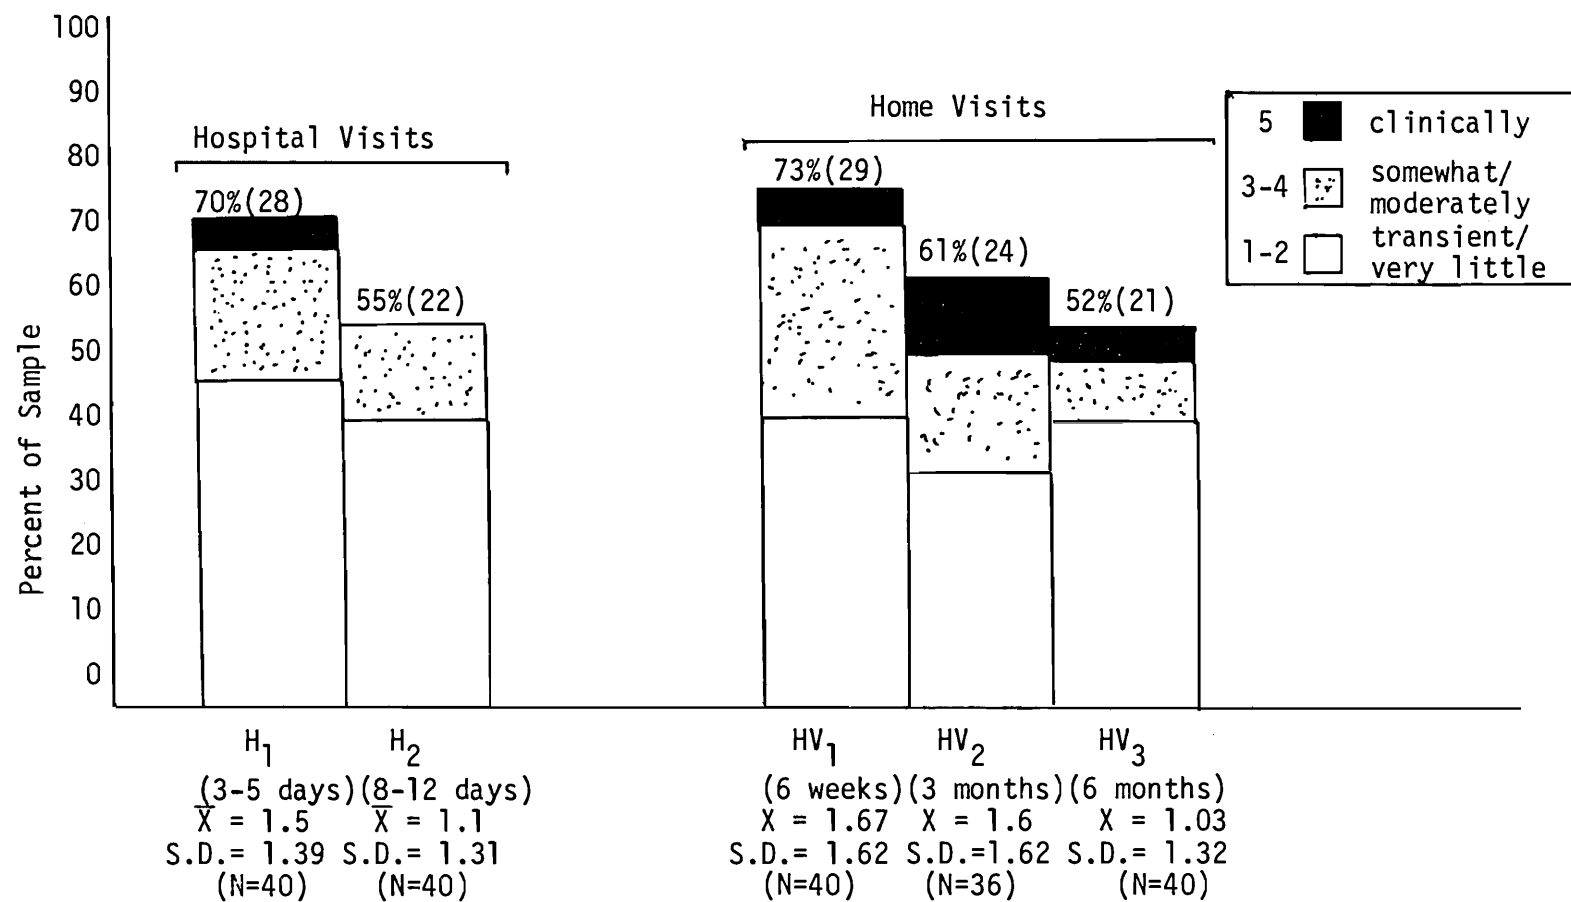 100
90
80
70
60
50
40
30
20
10
0
Percent of Sample
Hospital Visits
70%(28)
55%(22)
Home Visits
73%(29)
61%(24)
52%(21)
5 clinically
3-4 somewhat/
moderately
1-2 transient/
very little
H₁ H₂
(3-5 days) (8-12 days)
X̅ = 1.5 X̅ = 1.1
S.D.= 1.39 S.D.= 1.31
(N=40) (N=40)
HV₁ HV₂ HV₃
(6 weeks) (3 months) (6 months)
X = 1.67 X = 1.6 X = 1.03
S.D.= 1.62 S.D.=1.62 S.D.= 1.32
(N=40) (N=36) (N=40)